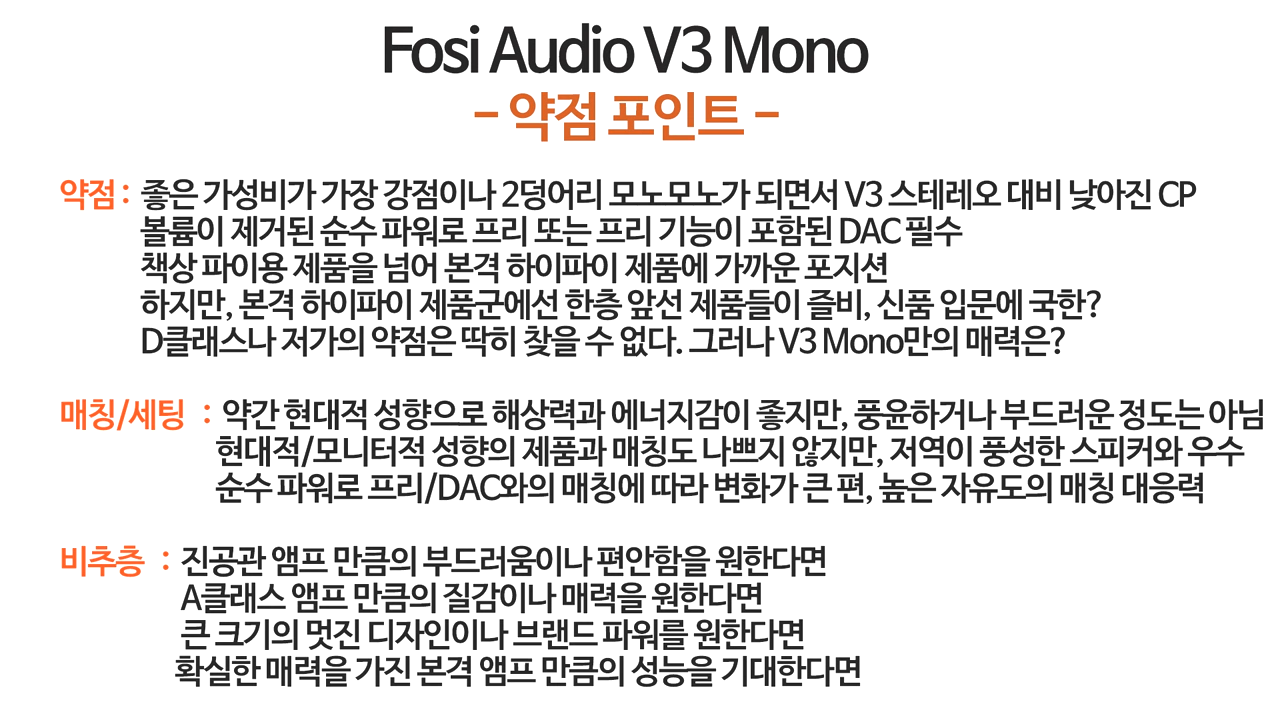 Fosi Audio V3 Mono
- 약점 포인트 -
약점 : 좋은 가성비가 가장 강점이나 2덩어리 모노모노가 되면서 V3 스테레오 대비 낮아진 CP
볼륨이 제거된 순수 파워로 프리 또는 프리 기능이 포함된 DAC 필수
책상 파이용 제품을 넘어 본격 하이파이 제품에 가까운 포지션
하지만, 본격 하이파이 제품군에선 한층 앞선 제품들이 즐비, 신품 입문에 국한?
D클래스나 저가의 약점은 딱히 찾을 수 없다. 그러나 V3 Mono만의 매력은?
매칭/세팅 : 약간 현대적 성향으로 해상력과 에너지감이 좋지만, 풍윤하거나 부드러운 정도는 아님
현대적/모니터적 성향의 제품과 매칭도 나쁘지 않지만, 저역이 풍성한 스피커와 우수
순수 파워로 프리/DAC와의 매칭에 따라 변화가 큰 편, 높은 자유도의 매칭 대응력
비추층 : 진공관 앰프 만큼의 부드러움이나 편안함을 원한다면
A클래스 앰프 만큼의 질감이나 매력을 원한다면
큰 크기의 멋진 디자인이나 브랜드 파워를 원한다면
확실한 매력을 가진 본격 앰프 만큼의 성능을 기대한다면